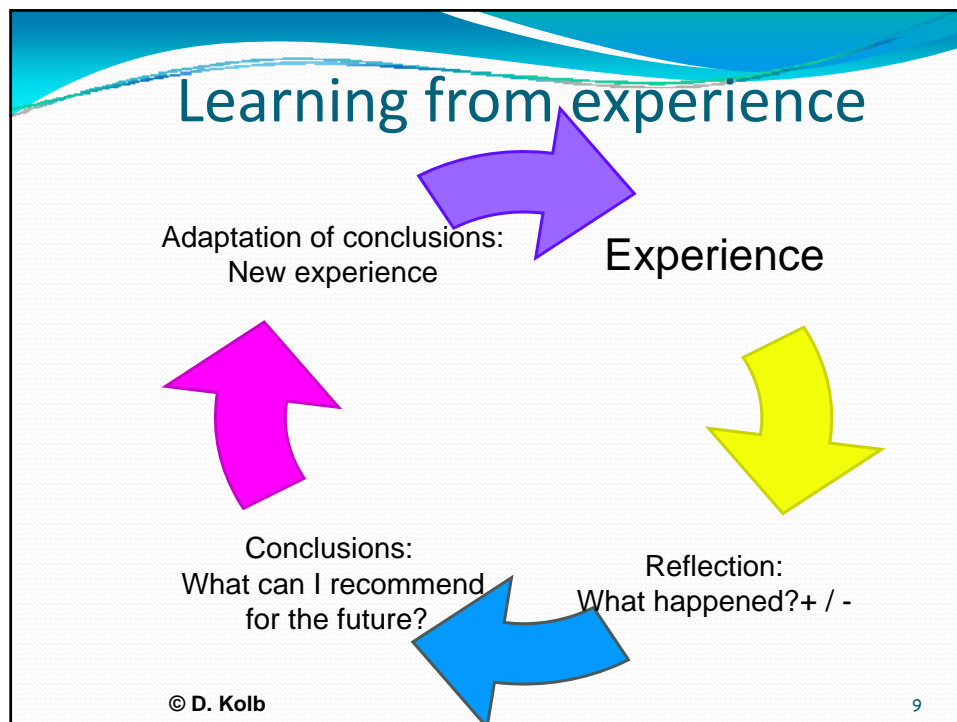 Learning from experience
Adaptation of conclusions:
New experience
Experience
Conclusions:
What can I recommend
for the future?
Reflection:
What happened?+ / -
© D. Kolb
9